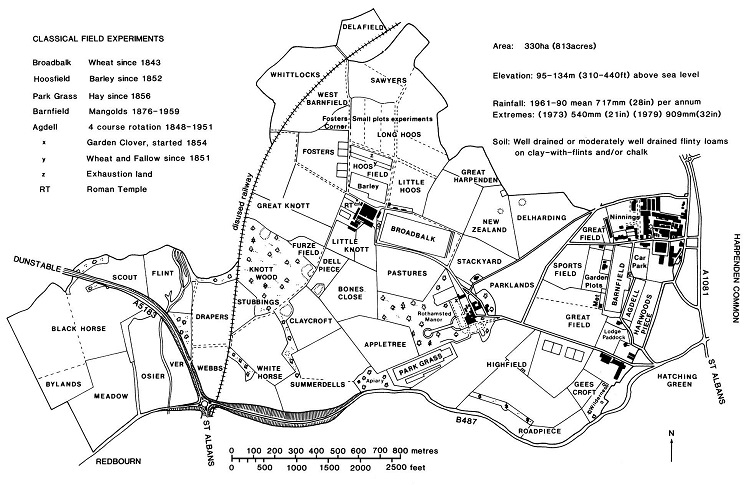 CLASSICAL FIELD EXPERIMENTS
Broadbalk Wheat since 1843
Hoosfield Barley since 1852
Park Grass Hay since 1856
Barnfield Mangolds 1876-1959
Agdell 4 course rotation 1848-1951
x Garden Clover, started 1854
y Wheat and Fallow since 1851
z Exhaustion land
RT Roman Temple
Area: 330ha (813acres)
Elevation: 95-134m (310-440ft) above sea level
Rainfall: 1961-90 mean 717mm (28in) per annum
Extremes: (1973) 540mm (21in) (1979) 909mm(32in)
Soil: Well drained or moderately well drained flinty loams
on clay-with-flints and/or chalk
DELAFIELD
WHITTLOCKS
SAWYERS
WEST
BARNFIELD
Fosters
Corner
Small plots experiments
LONG HOOS
FOSTERS
HOOS
FIELD
Barley
LITTLE
HOOS
GREAT
HARPENDEN
disused railway
GREAT KNOTT
RT
BROADBALK
NEW
ZEALAND
DELHARDING
Ninnings
GREAT
FIELD
Car
Park
HARPENDEN COMMON
A1081
LITTLE
KNOTT
FURZE
FIELD
DELL
PIECE
STACKYARD
DUNSTABLE
SCOUT
FLINT
KNOTT
WOOD
PASTURES
PARKLANDS
SPORTS
FIELD
Garden
Plots
Met
BARNFIELD
AGDELL
HARWOODS
PIECE
A5183
STUBBINGS
BONES
CLOSE
Rothamsted
Manor
GREAT
FIELD
BLACK HORSE
DRAPERS
CLAYCROFT
APPLETREE
Lodge
Paddock
ST ALBANS
BYLANDS
MEADOW
OSIER
VER
WEBBS
WHITE
HORSE
SUMMERDELLS
Apiary
PARK GRASS
HIGHFIELD
GEES
CROFT
Wilderness
HATCHING
GREEN
B487
ROADPIECE
REDBOURN
ST ALBANS
N
0 100 200 300 400 500 600 700 800 metres
0 500 1000 1500 2000 2500 feet